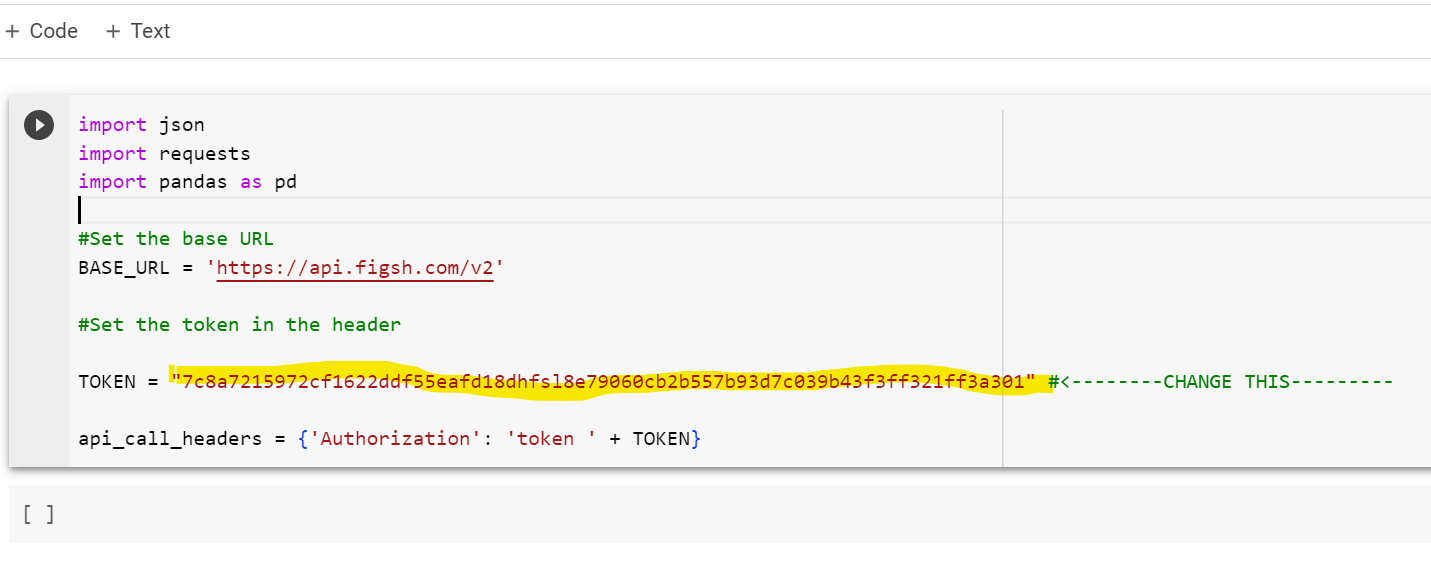 + Code + Text
import json
import requests
import pandas as pd
#Set the base URL
BASE_URL = 'https://api.figsh.com/v2'
#Set the token in the header
TOKEN = "7c8a7215972cf1622ddf55eafd18dhfsl8e79060cb2b557b93d7c039b43f3ff321ff3a301" #<--------CHANGE THIS---------
api_call_headers = {'Authorization': 'token ' + TOKEN}
[ ]